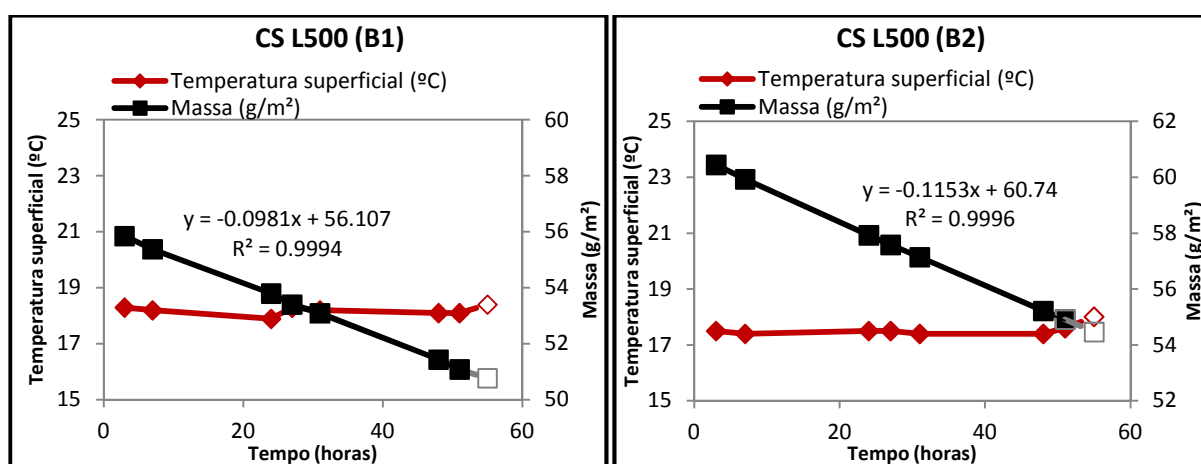 CS L500 (B1)
Temperatura superficial (ºC)
Massa (g/m²)
Temperatura superficial (ºC)
25
23
21
19
17
15
y = -0.0981x + 56.107
R² = 0.9994
60
58
56
54
52
50
Massa (g/m²)
0
20
40
60
Tempo (horas)
CS L500 (B2)
Temperatura superficial (ºC)
Massa (g/m²)
Temperatura superficial (ºC)
25
23
21
19
17
15
y = -0.1153x + 60.74
R² = 0.9996
62
60
58
56
54
52
Massa (g/m²)
0
20
40
60
Tempo (horas)